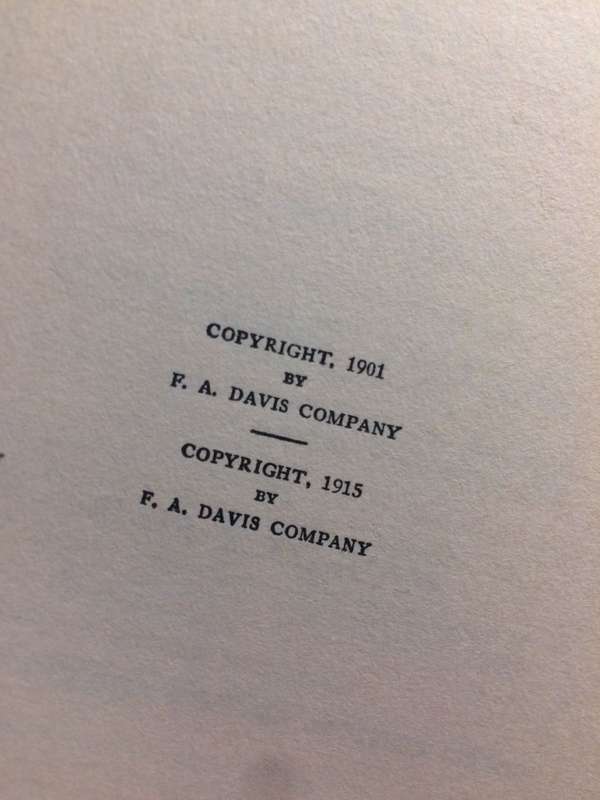 COPYRIGHT, 1901
BY
F. A. DAVIS COMPANY
COPYRIGHT, 1915
BY
F. A. DAVIS COMPANY